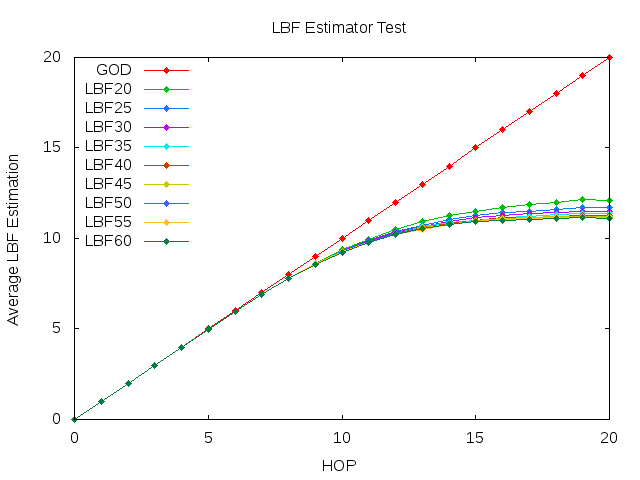 LBF Estimator Test
Average LBF Estimation
20
15
10
5
0
GOD
LBF20
LBF25
LBF30
LBF35
LBF40
LBF45
LBF50
LBF55
LBF60
0 5 10 15 20
HOP